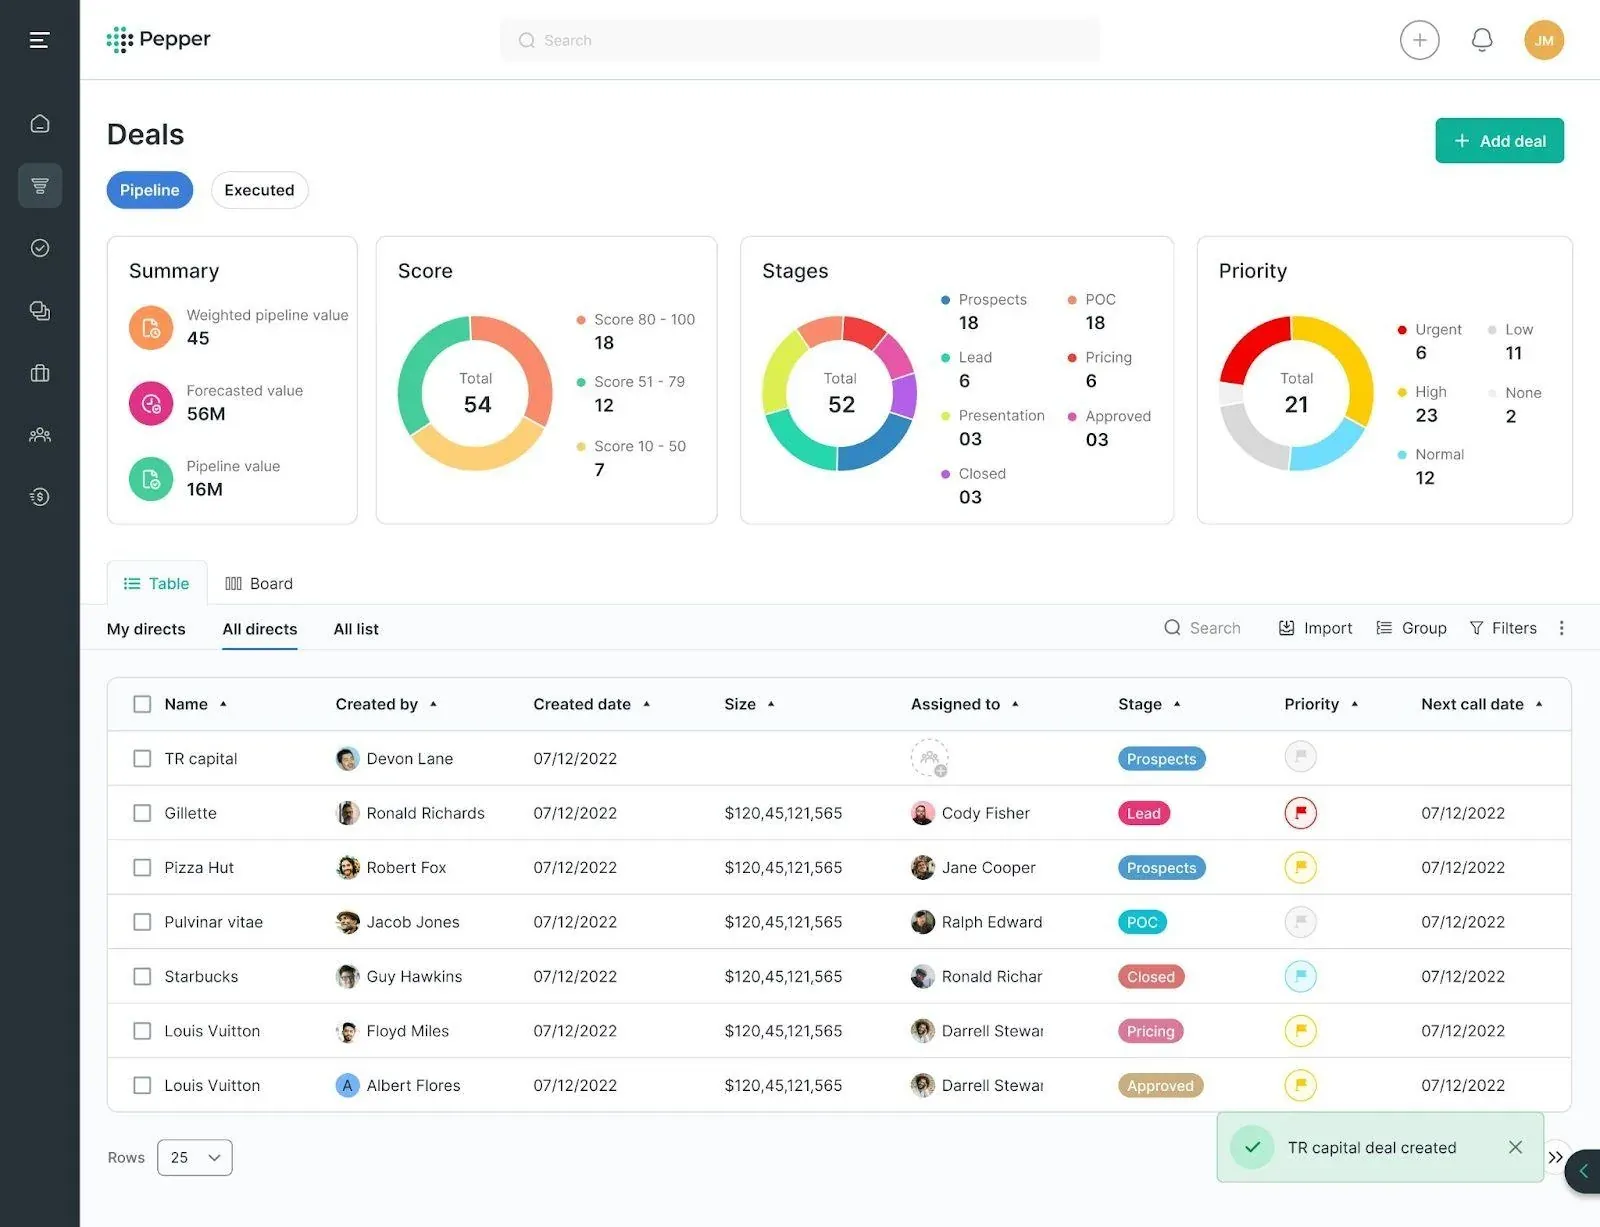 Pepper
Search
JM
Deals
+ Add deal
Pipeline
Executed
Summary
Weighted pipeline value
45
Forecasted value
56M
Pipeline value
16M
Score
Total
54
Score 80 - 100
18
Score 51 - 79
12
Score 10 - 50
7
Stages
Total
52
Prospects
18
Lead
6
Presentation
03
Closed
03
POC
18
Pricing
6
Approved
03
Priority
Total
21
Urgent
6
High
23
Normal
12
Low
11
None
2
Table
Board
My directs
All directs
All list
Search
Import
Group
Filters
Name Created by Created date Size Assigned to Stage Priority Next call date
TR capital Devon Lane 07/12/2022 Prospects
Gillette Ronald Richards 07/12/2022 $120,45,121,565 Cody Fisher Lead 07/12/2022
Pizza Hut Robert Fox 07/12/2022 $120,45,121,565 Jane Cooper Prospects 07/12/2022
Pulvinar vitae Jacob Jones 07/12/2022 $120,45,121,565 Ralph Edward POC 07/12/2022
Starbucks Guy Hawkins 07/12/2022 $120,45,121,565 Ronald Richar Closed 07/12/2022
Louis Vuitton Floyd Miles 07/12/2022 $120,45,121,565 Darrell Stewar Pricing 07/12/2022
Louis Vuitton A Albert Flores 07/12/2022 $120,45,121,565 Darrell Stewar Approved 07/12/2022
Rows 25
TR capital deal created